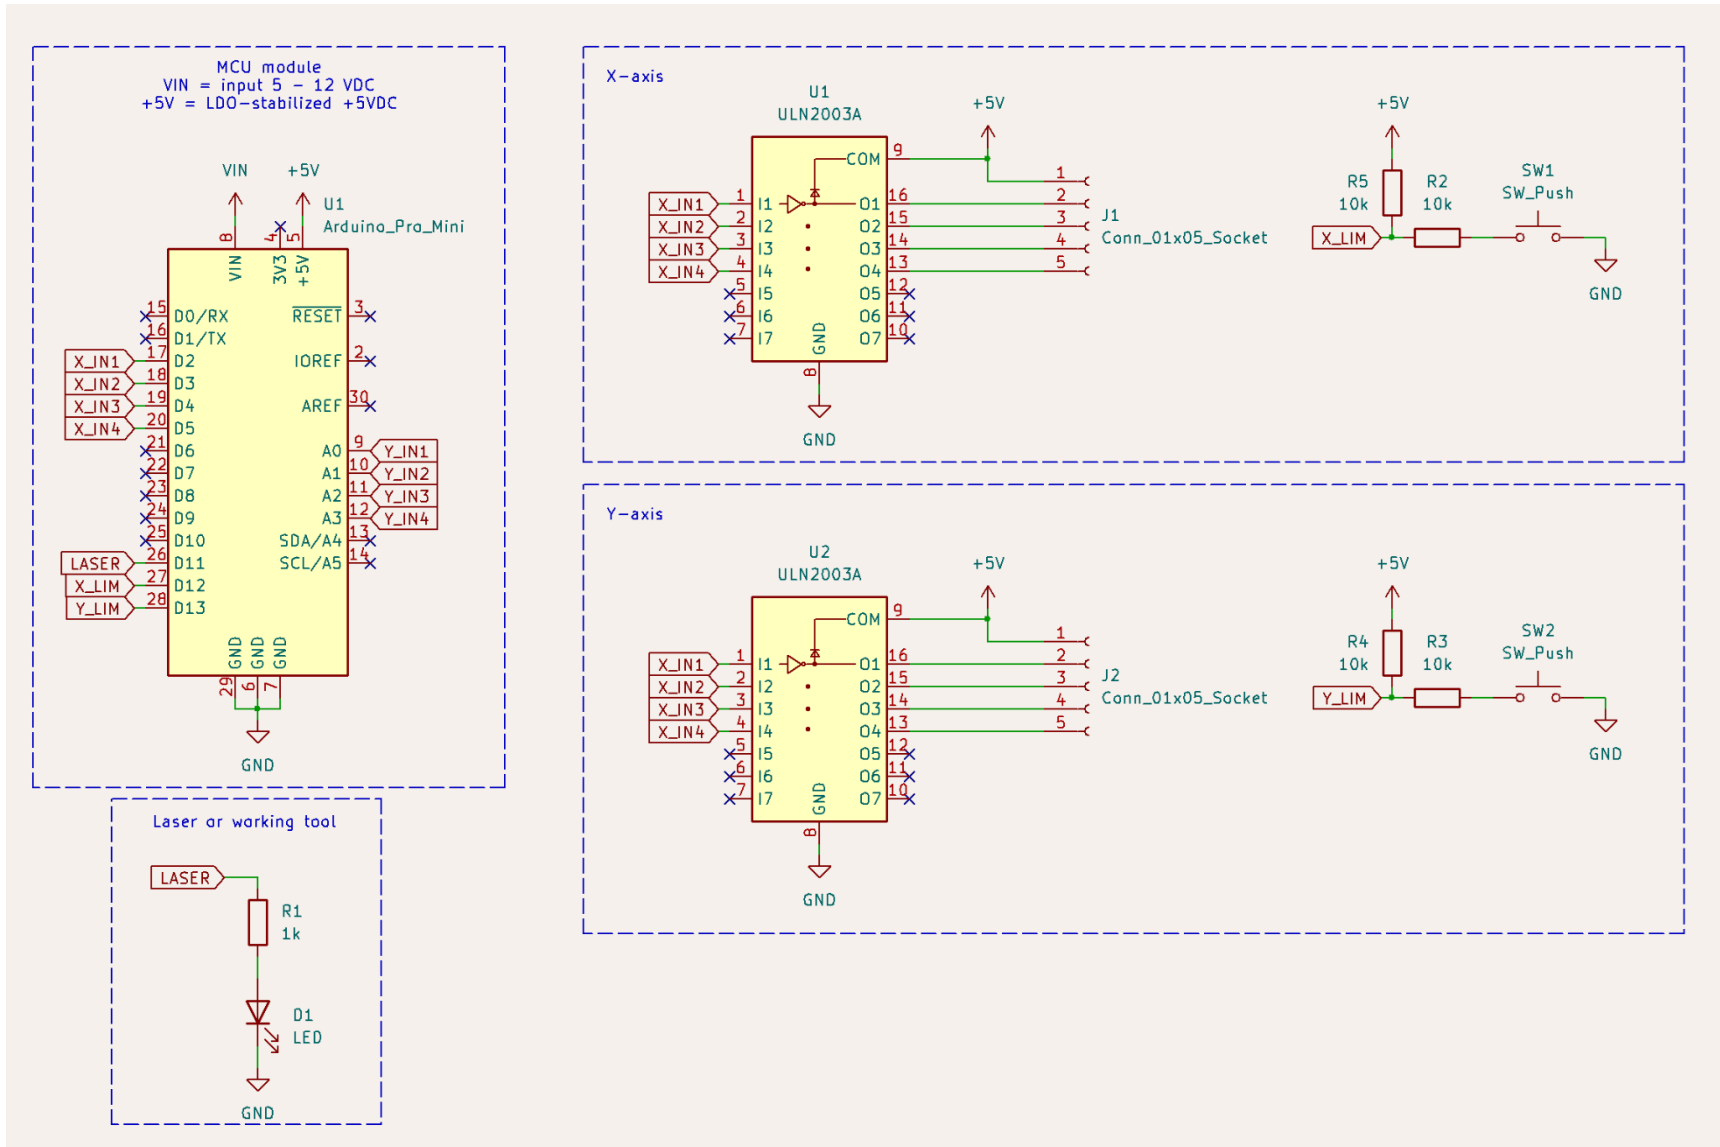 MCU module
VIN = input 5 – 12 VDC
+5V = LDO-stabilized +5VDC
VIN
+5V
U1
Arduino_Pro_Mini
8
4
5
VIN
3V3
+5V
15
D0/RX
RESET
3
16
D1/TX
X_IN1
17
D2
IOREF
2
X_IN2
18
D3
X_IN3
19
D4
AREF
30
X_IN4
20
D5
21
D6
A0
9
Y_IN1
22
D7
A1
10
Y_IN2
23
D8
A2
11
Y_IN3
24
D9
A3
12
Y_IN4
25
D10
SDA/A4
13
LASER
26
D11
SCL/A5
14
X_LIM
27
D12
Y_LIM
28
D13
GND
GND
GND
29
6
7
GND
Laser or working tool
LASER
R1
1k
D1
LED
GND
X-axis
U1
ULN2003A
+5V
COM
9
1
X_IN1
1
I1
O1
16
2
X_IN2
2
I2
O2
15
3
X_IN3
3
I3
O3
14
4
X_IN4
4
I4
O4
13
5
5
I5
O5
12
6
I6
O6
11
7
I7
O7
10
GND
8
GND
J1
Conn_01x05_Socket
+5V
R5
10k
R2
10k
SW1
SW_Push
X_LIM
GND
Y-axis
U2
ULN2003A
+5V
COM
9
1
X_IN1
1
I1
O1
16
2
X_IN2
2
I2
O2
15
3
X_IN3
3
I3
O3
14
4
X_IN4
4
I4
O4
13
5
5
I5
O5
12
6
I6
O6
11
7
I7
O7
10
GND
8
GND
J2
Conn_01x05_Socket
+5V
R4
10k
R3
10k
SW2
SW_Push
Y_LIM
GND